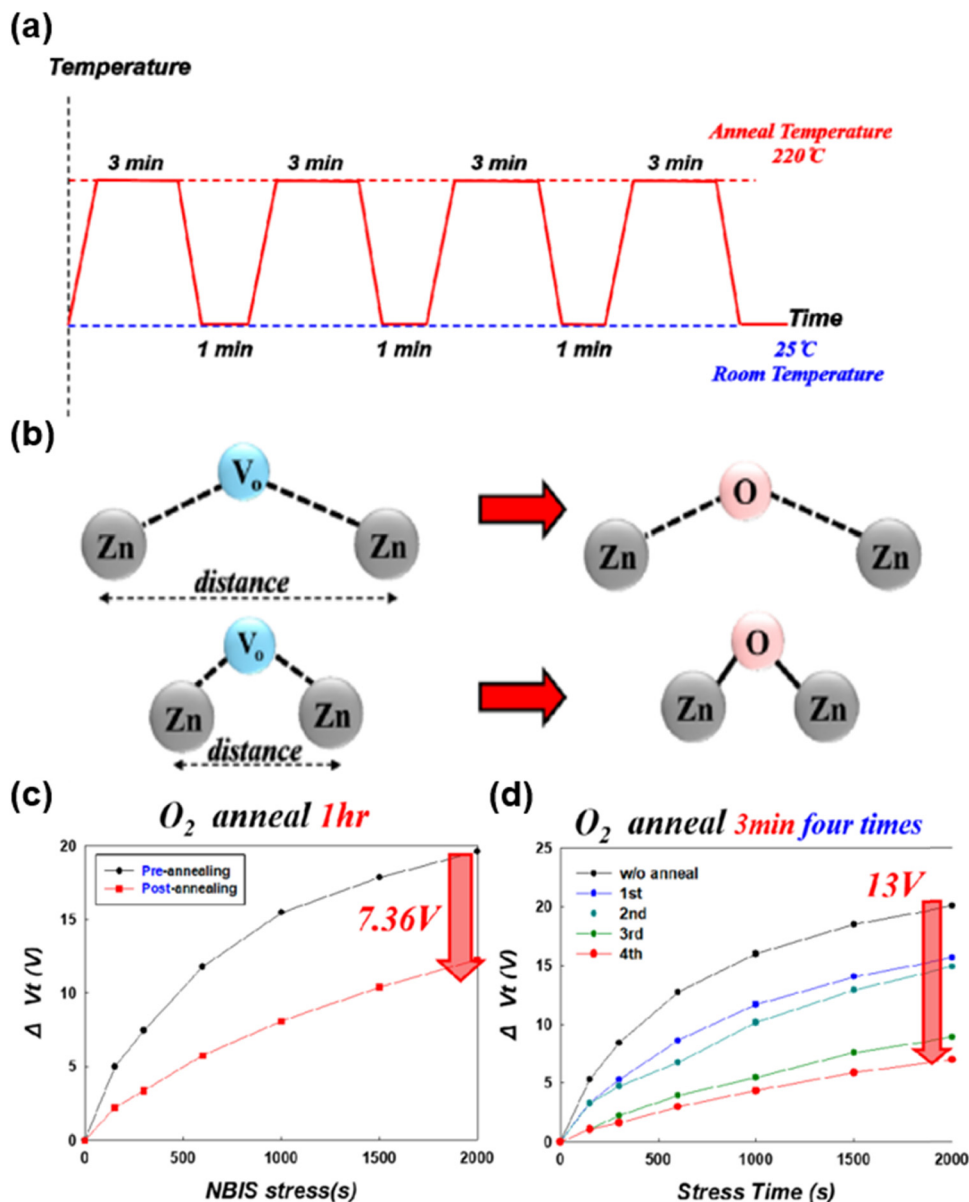 (a)
Temperature
Anneal Temperature
220℃
3 min 3 min 3 min 3 min
Time
1 min 1 min 1 min
25℃
Room Temperature
(b)
Vo O
Zn Zn Zn Zn
distance
Vo O
Zn Zn Zn Zn
distance
(c)
O2 anneal 1hr
20
15
10
5
0
Δ Vt (V)
Pre-annealing
Post-annealing
7.36V
0 500 1000 1500 2000
NBIS stress(s)
(d)
O2 anneal 3min four times
25
20
15
10
5
0
Δ Vt (V)
w/o anneal
1st
2nd
3rd
4th
13V
0 500 1000 1500 2000
Stress Time (s)